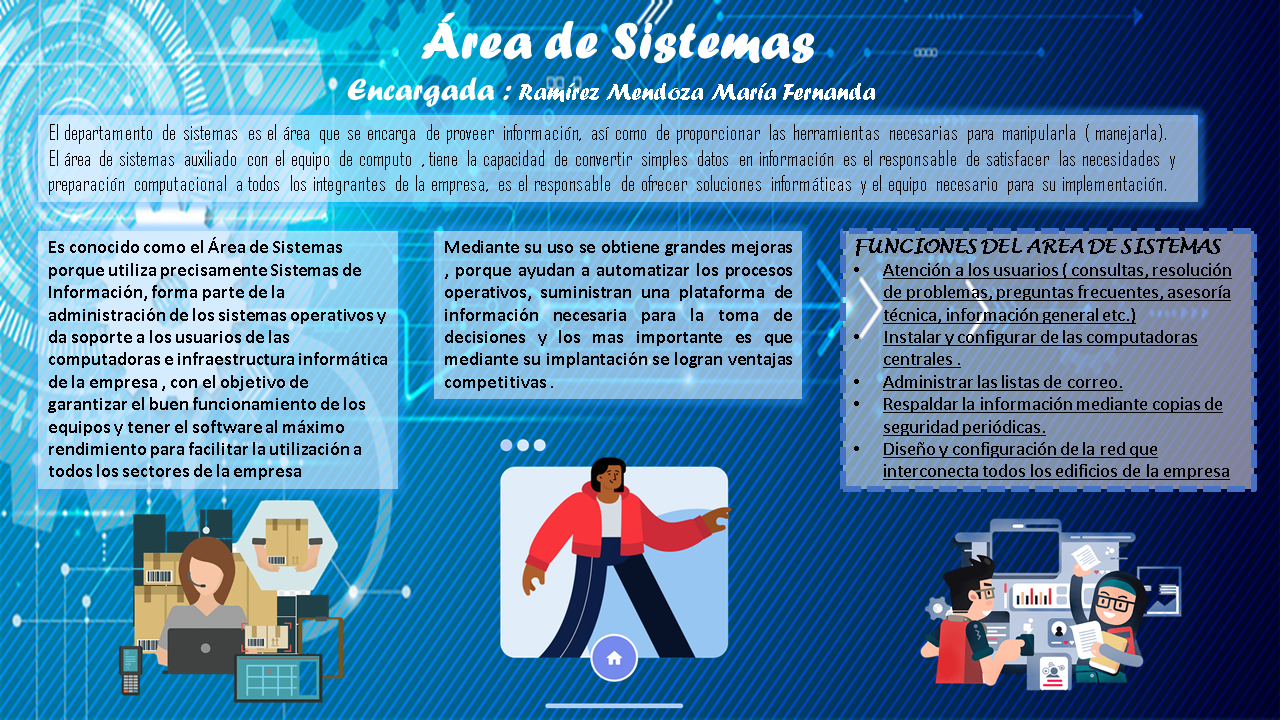 Área de Sistemas
Encargada : Ramírez Mendoza María Fernanda
El departamento de sistemas es el área que se encarga de proveer información, así como de proporcionar las herramientas necesarias para manipularla ( manejarla).
El área de sistemas auxiliado con el equipo de computo , tiene la capacidad de convertir simples datos en información es el responsable de satisfacer las necesidades y
preparación computacional a todos los integrantes de la empresa, es el responsable de ofrecer soluciones informáticas y el equipo necesario para su implementación.
Es conocido como el Área de Sistemas
porque utiliza precisamente Sistemas de
Información, forma parte de la
administración de los sistemas operativos y
da soporte a los usuarios de las
computadoras e infraestructura informática
de la empresa , con el objetivo de
garantizar el buen funcionamiento de los
equipos y tener el software al máximo
rendimiento para facilitar la utilización a
todos los sectores de la empresa
Mediante su uso se obtiene grandes mejoras
, porque ayudan a automatizar los procesos
operativos, suministran una plataforma de
información necesaria para la toma de
decisiones y los mas importante es que
mediante su implantación se logran ventajas
competitivas .
FUNCIONES DEL AREA DE SISTEMAS
• Atención a los usuarios ( consultas, resolución
de problemas, preguntas frecuentes, asesoría
técnica, información general etc.)
• Instalar y configurar de las computadoras
centrales .
• Administrar las listas de correo.
• Respaldar la información mediante copias de
seguridad periódicas.
• Diseño y configuración de la red que
interconecta todos los edificios de la empresa